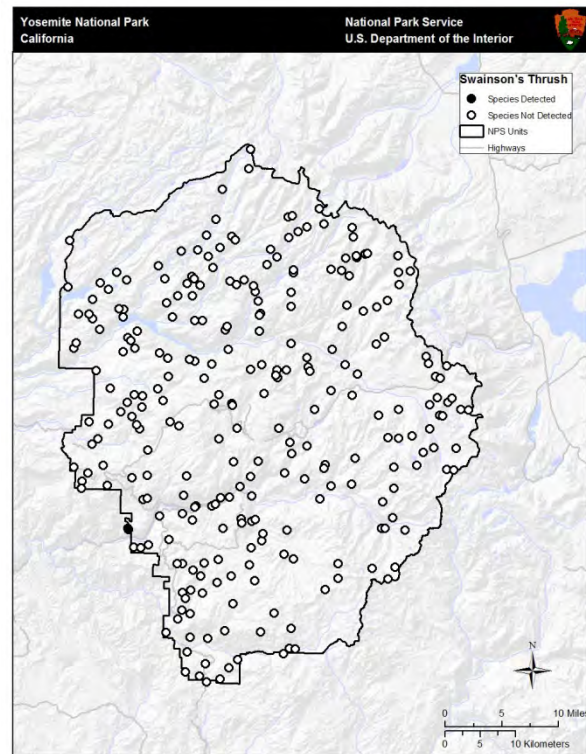 Yosemite National Park
California
National Park Service
U.S. Department of the Interior
Swainson's Thrush
Species Detected
Species Not Detected
NPS Units
Highways
N
0 5 10 Miles
0 5 10 Kilometers